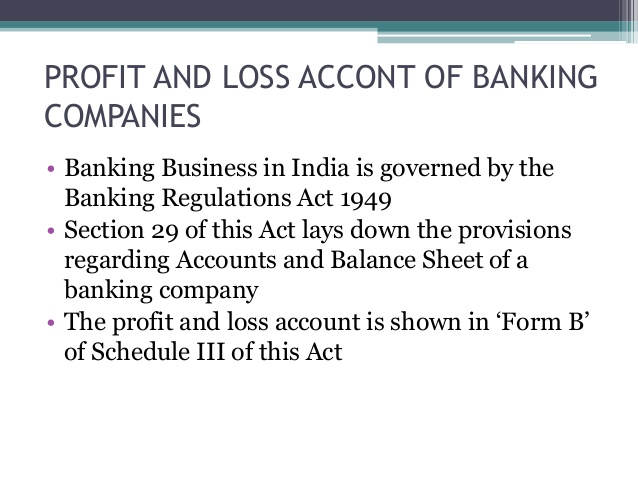 PROFIT AND LOSS ACCONT OF BANKING
COMPANIES
• Banking Business in India is governed by the
Banking Regulations Act 1949
• Section 29 of this Act lays down the provisions
regarding Accounts and Balance Sheet of a
banking company
• The profit and loss account is shown in ‘Form B’
of Schedule III of this Act